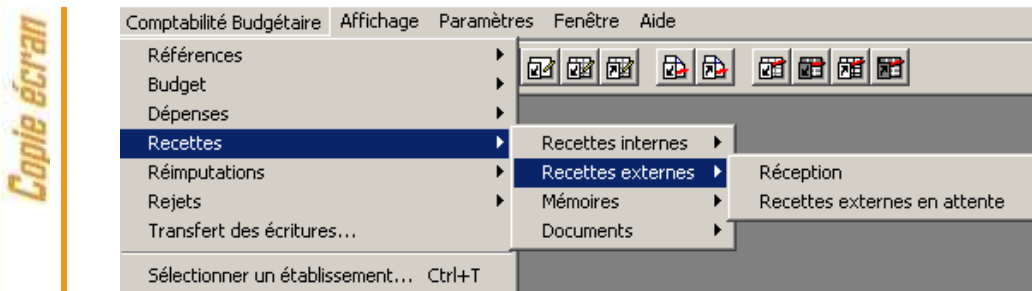 Copie écran
Comptabilité Budgétaire Affichage Paramètres Fenêtre Aide
Références
Budget
Dépenses
Recettes
Recettes internes
Réimputations
Recettes externes
Réception
Rejets
Mémoires
Recettes externes en attente
Transfert des écritures...
Documents
Sélectionner un établissement... Ctrl+T